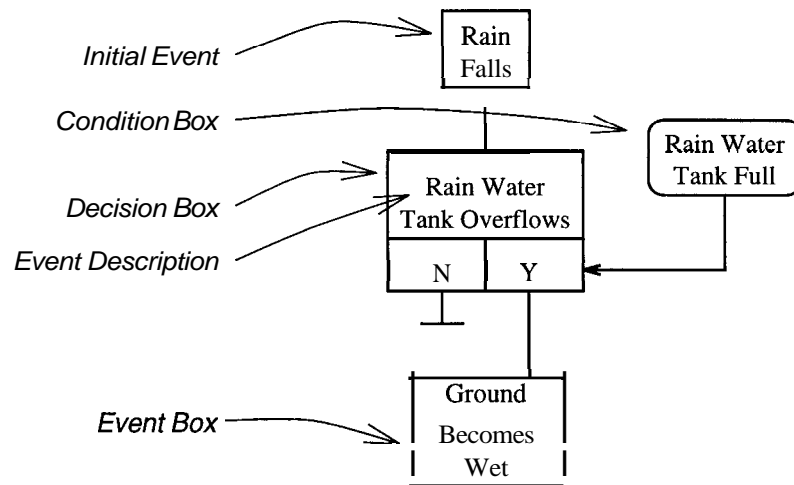 Initial Event
Rain
Falls
Condition Box
Rain Water
Tank Full
Decision Box
Rain Water
Tank Overflows
Event Description
N
Y
Event Box
Ground
Becomes
Wet